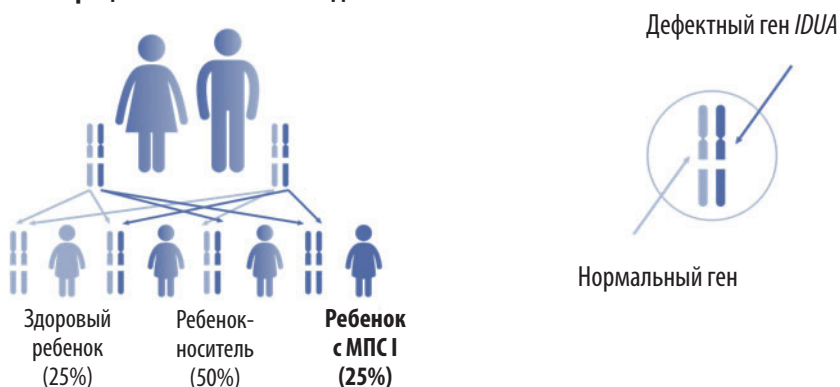 Дефектный ген IDUA
Нормальный ген
Здоровый
ребенок
(25%)
Ребенок-
носитель
(50%)
Ребенок
с МПС I
(25%)